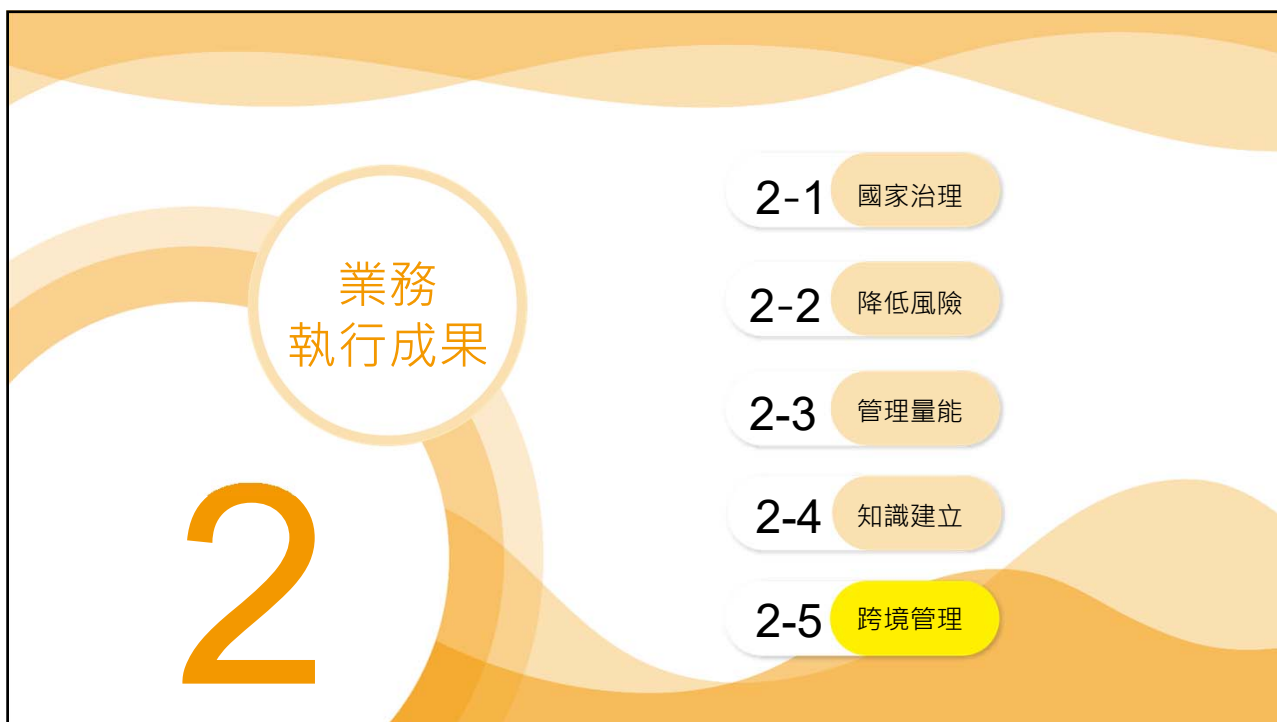 業務
執行成果
2
2-1 國家治理
2-2 降低風險
2-3 管理量能
2-4 知識建立
2-5 跨境管理